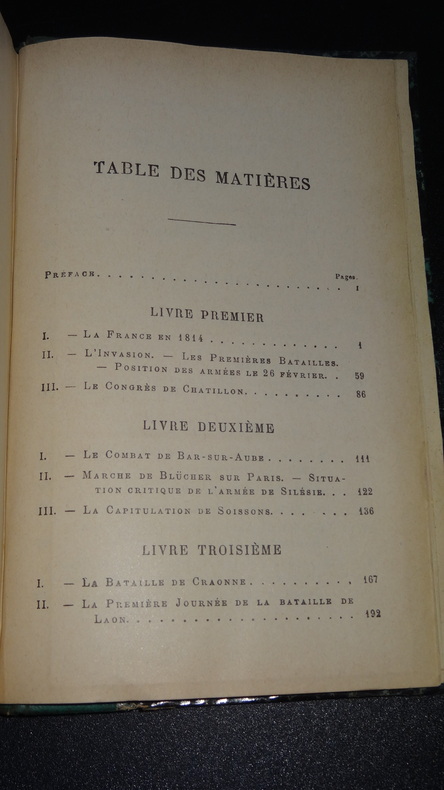 TABLE DES MATIÈRES
Pages.
PRÉFACE. . . . . . . . . . . . . . . . . . . . . . . . I
LIVRE PREMIER
I. — LA FRANCE EN 1814 . . . . . . . . . . . . . 1
II. — L'INVASION. — LES PREMIÈRES BATAILLES.
— POSITION DES ARMÉES LE 26 FÉVRIER. . 59
III. — LE CONGRÈS DE CHATILLON. . . . . . . . . . 86
LIVRE DEUXIÈME
I. — LE COMBAT DE BAR-SUR-AUBE . . . . . . . . 111
II. — MARCHE DE BLÜCHER SUR PARIS. — SITUA-
TION CRITIQUE DE L'ARMÉE DE SILÉSIE. . . 122
III. — LA CAPITULATION DE SOISSONS. . . . . . . 136
LIVRE TROISIÈME
I. — LA BATAILLE DE CRAONNE . . . . . . . . . . 167
II. — LA PREMIÈRE JOURNÉE DE LA BATAILLE DE
LAON. . . . . . . . . . . . . . . . . . . . . . 192